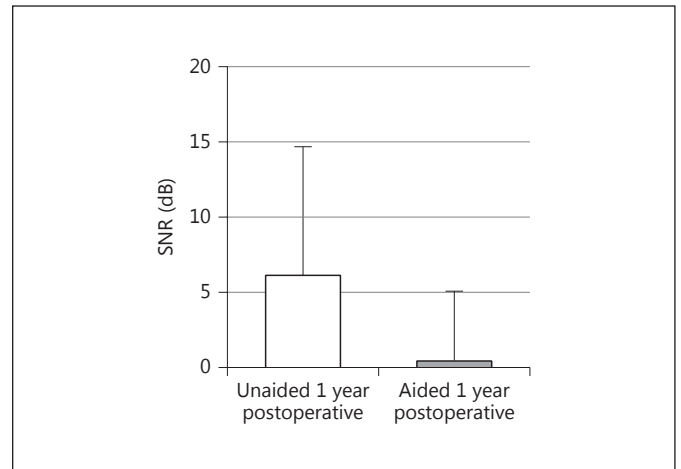 20
15
10
5
0
SNR (dB)
Unaided 1 year
postoperative
Aided 1 year
postoperative